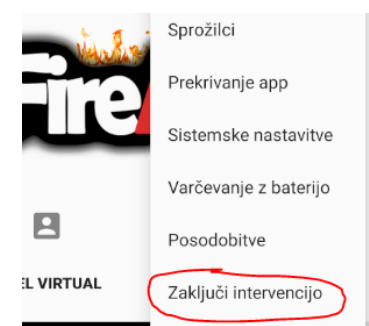 Sprožilci
Fire
Prekrivanje app
Sistemske nastavitve
Varčevanje z baterijo
Posodobitve
EL VIRTUAL
Zaključi intervencijo